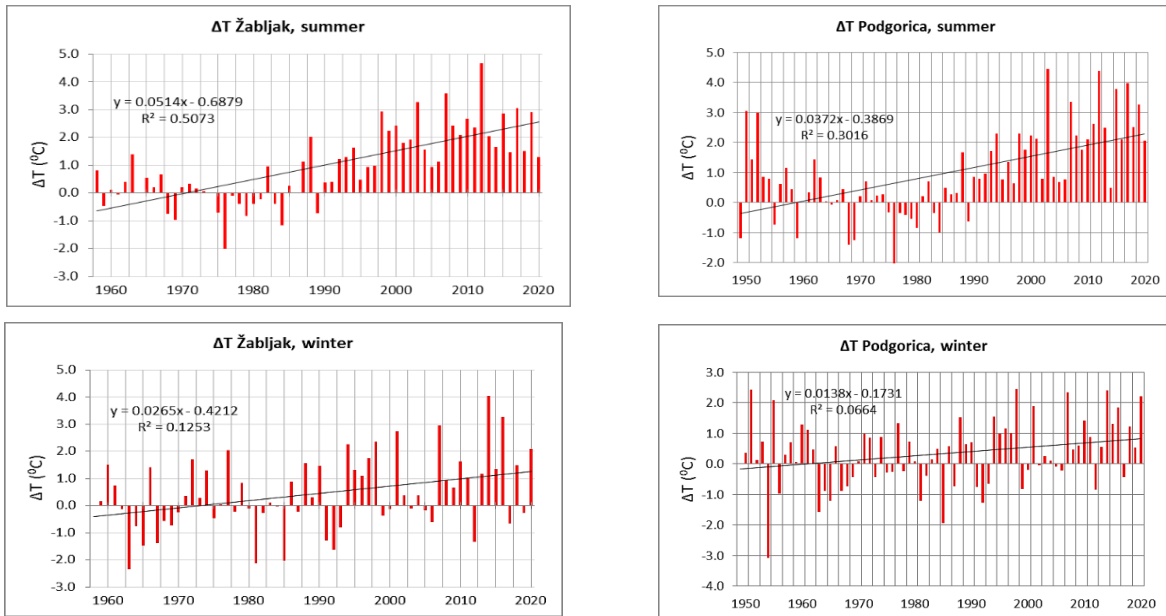 ΔT Žabljak, summer
5.0
4.0
3.0
2.0
1.0
0.0
-1.0
-2.0
-3.0
ΔT (⁰C)
y = 0.0514x - 0.6879
R² = 0.5073
1960 1970 1980 1990 2000 2010 2020
ΔT Podgorica, summer
5.0
4.0
3.0
2.0
1.0
0.0
-1.0
-2.0
ΔT (⁰C)
y = 0.0372x - 0.3869
R² = 0.3016
1950 1960 1970 1980 1990 2000 2010 2020
ΔT Žabljak, winter
5.0
4.0
3.0
2.0
1.0
0.0
-1.0
-2.0
-3.0
ΔT (⁰C)
y = 0.0265x - 0.4212
R² = 0.1253
1960 1970 1980 1990 2000 2010 2020
ΔT Podgorica, winter
3.0
2.0
1.0
0.0
-1.0
-2.0
-3.0
-4.0
ΔT (⁰C)
y = 0.0138x - 0.1731
R² = 0.0664
1950 1960 1970 1980 1990 2000 2010 2020